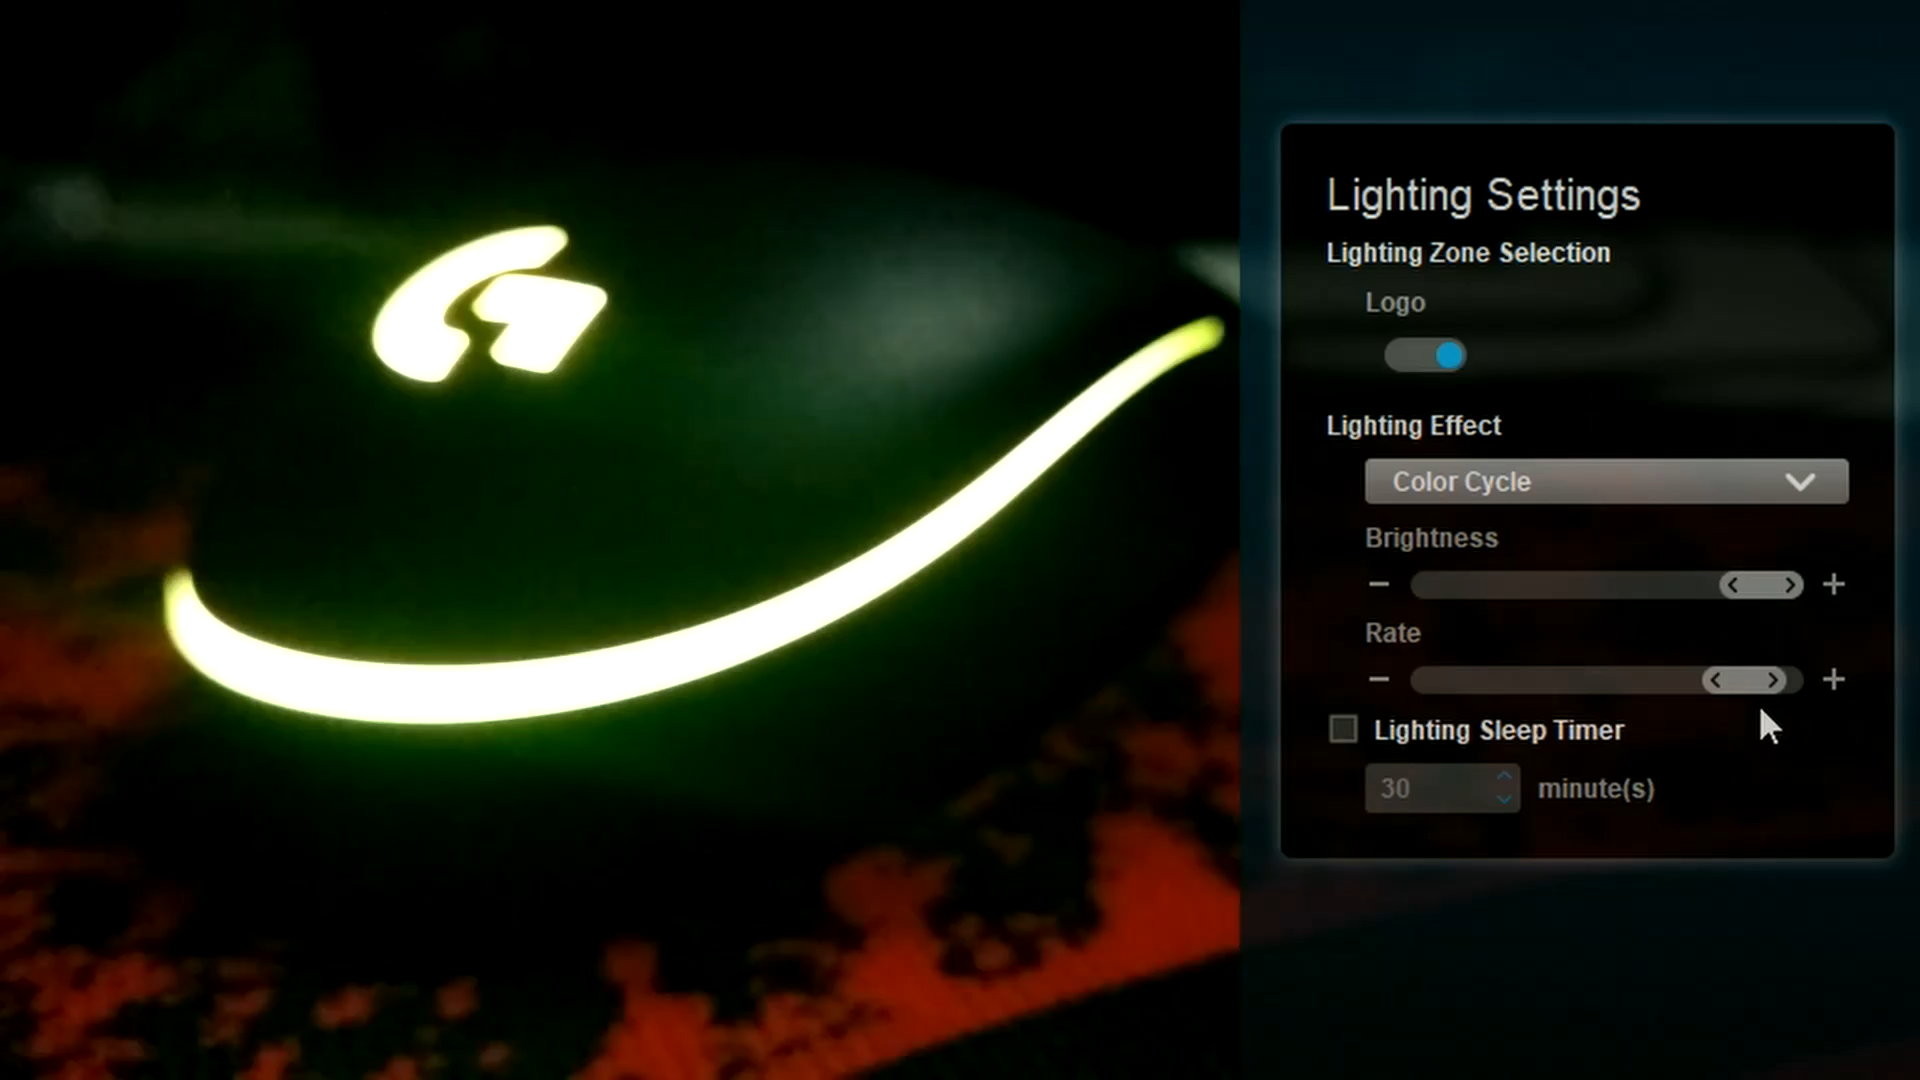 Lighting Settings
Lighting Zone Selection
Logo
Lighting Effect
Color Cycle
Brightness
Rate
Lighting Sleep Timer
30 minute(s)